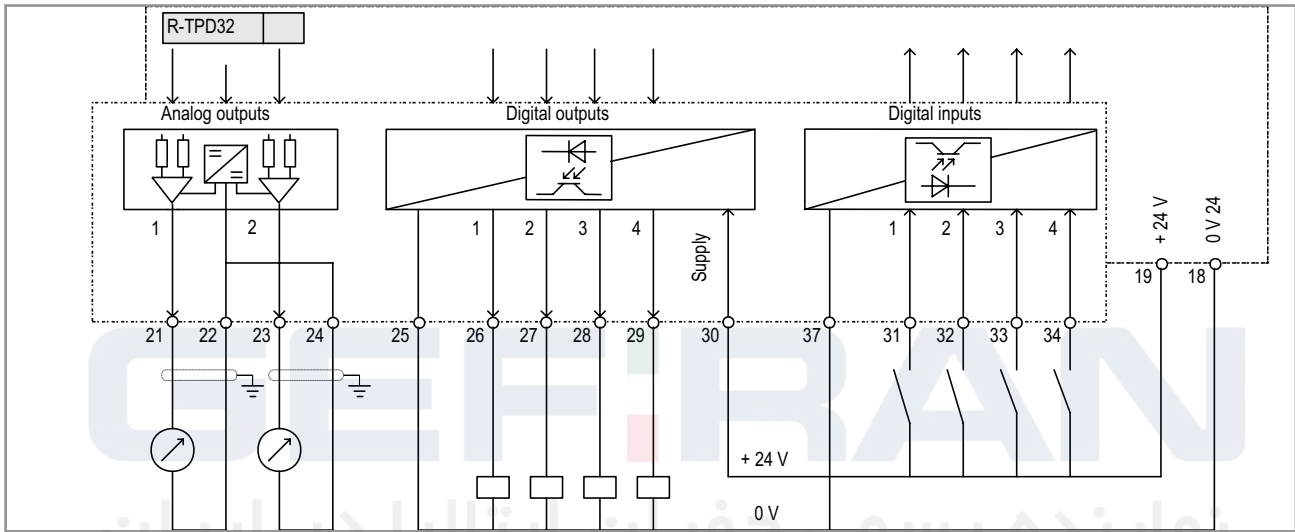 R-TPD32
Analog outputs
Digital outputs
Digital inputs
1 2
1 2 3 4
Supply
1 2 3 4
+ 24 V
0 V 24
19 18
21 22 23 24 25 26 27 28 29 30 37 31 32 33 34
GEFRAN
+ 24 V
0 V